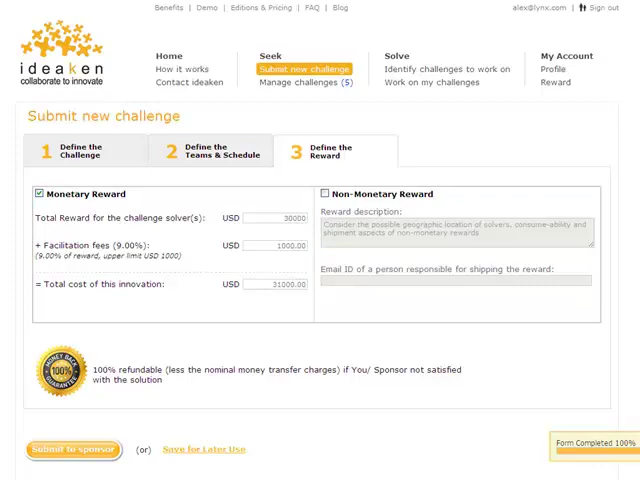 Benefits | Demo | Editions & Pricing | FAQ | Blog
alex@lynx.com | Sign out
ideaken
collaborate to innovate
Home
How it works
Contact ideaken
Seek
Submit new challenge
Manage challenges (5)
Solve
Identify challenges to work on
Work on my challenges
My Account
Profile
Reward
Submit new challenge
1 Define the
Challenge
2 Define the
Teams & Schedule
3 Define the
Reward
Monetary Reward
Total Reward for the challenge solver(s): USD 30000
+ Facilitation fees (9.00%): USD 1000.00
(9.00% of reward, upper limit USD 1000)
= Total cost of this innovation: USD 31000.00
Non-Monetary Reward
Reward description:
Consider the possible geographic location of solvers, consume-ability and
shipment aspects of non-monetary rewards
Email ID of a person responsible for shipping the reward:
MONEY BACK
100%
GUARANTEE
100% refundable (less the nominal money transfer charges) if You/ Sponsor not satisfied
with the solution
Submit to sponsor (or) Save for Later Use
Form Completed 100%